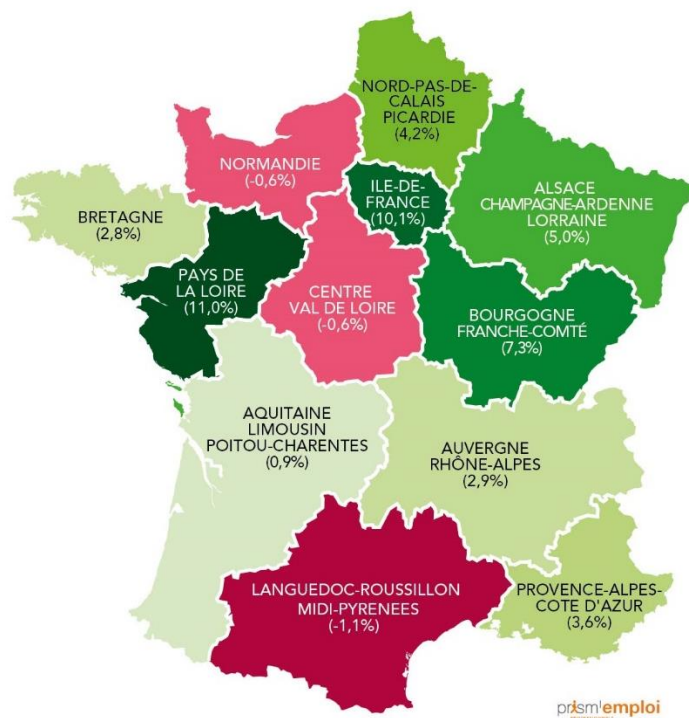 NORD-PAS-DE-
CALAIS
PICARDIE
(4,2%)
NORMANDIE
(-0,6%)
ILE-DE-
FRANCE
(10,1%)
ALSACE
CHAMPAGNE-ARDENNE
LORRAINE
(5,0%)
BRETAGNE
(2,8%)
PAYS DE
LA LOIRE
(11,0%)
CENTRE
VAL DE LOIRE
(-0,6%)
BOURGOGNE
FRANCHE-COMTÉ
(7,3%)
AQUITAINE
LIMOUSIN
POITOU-CHARENTES
(0,9%)
AUVERGNE
RHÔNE-ALPES
(2,9%)
LANGUEDOC-ROUSSILLON
MIDI-PYRENEES
(-1,1%)
PROVENCE-ALPES-
COTE D'AZUR
(3,6%)
prism'emploi